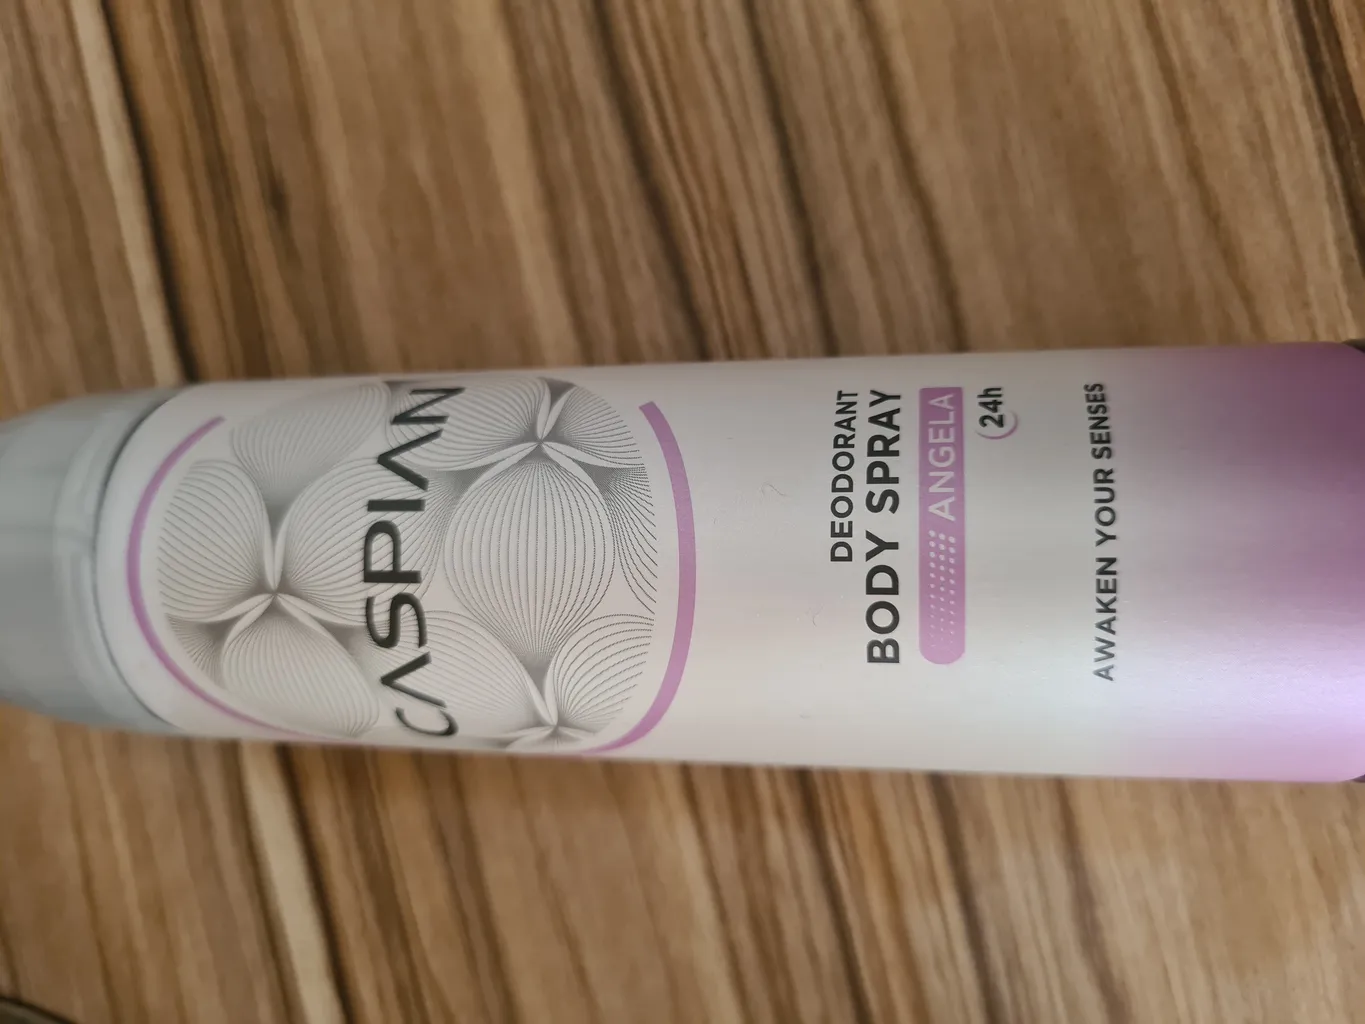 CASPIAN
DEODORANT
BODY SPRAY
ANGELA
24h
AWAKEN YOUR SENSES